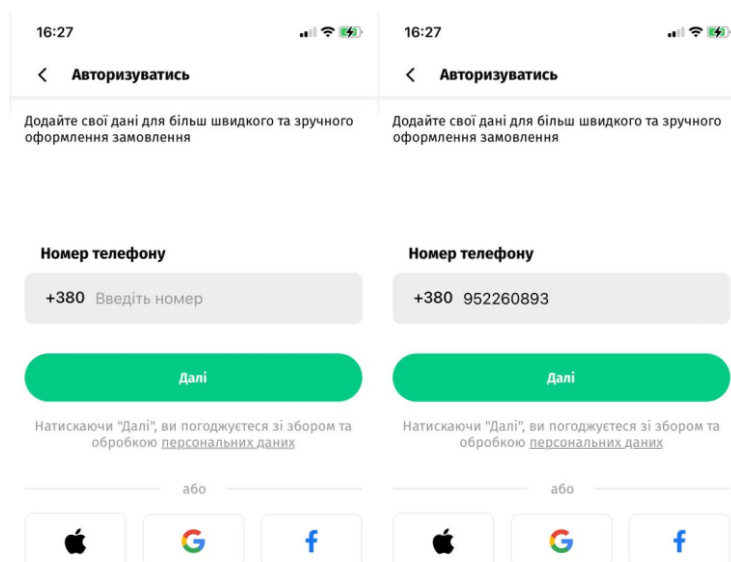 16:27
Авторизуватись
Додайте свої дані для більш швидкого та зручного
оформлення замовлення
Номер телефону
+380 Введіть номер
Далі
Натискаючи "Далі", ви погоджуєтеся зі збором та
обробкою персональних даних
або
16:27
Авторизуватись
Додайте свої дані для більш швидкого та зручного
оформлення замовлення
Номер телефону
+380 952260893
Далі
Натискаючи "Далі", ви погоджуєтеся зі збором та
обробкою персональних даних
або